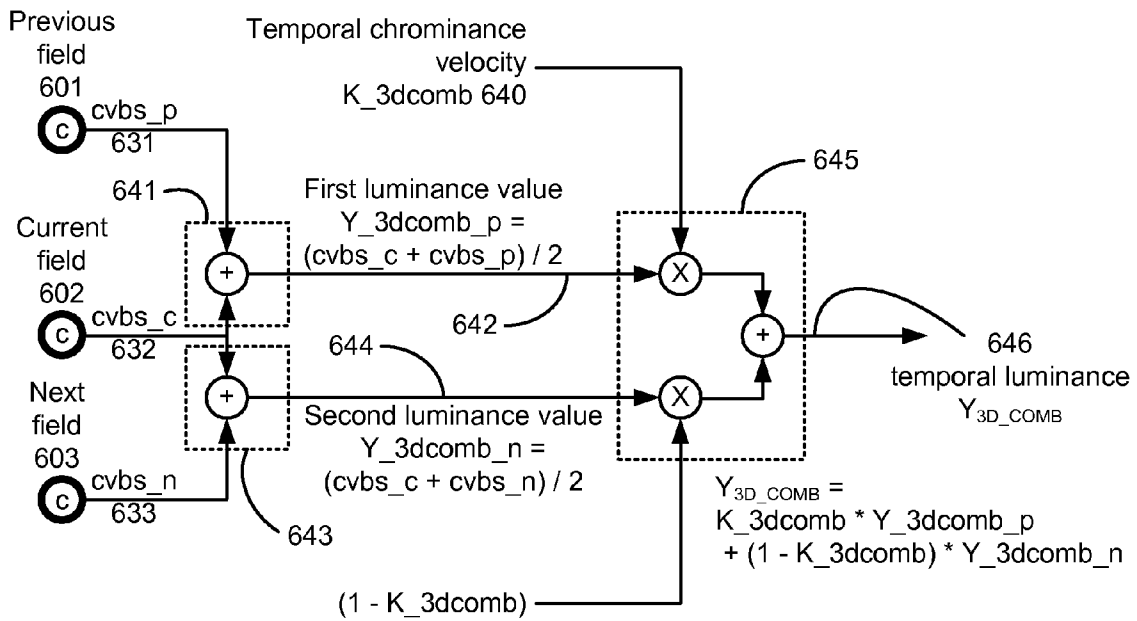 Previous
field
601
c
cvbs_p
631
Temporal chrominance
velocity
K_3dcomb 640
641
645
Current
field
602
c
cvbs_c
632
+
First luminance value
Y_3dcomb_p =
(cvbs_c + cvbs_p) / 2
642
X
+
646
temporal luminance
Y3D_COMB
644
Next
field
603
c
cvbs_n
633
+
643
Second luminance value
Y_3dcomb_n =
(cvbs_c + cvbs_n) / 2
X
Y3D_COMB =
K_3dcomb * Y_3dcomb_p
+ (1 - K_3dcomb) * Y_3dcomb_n
(1 - K_3dcomb)